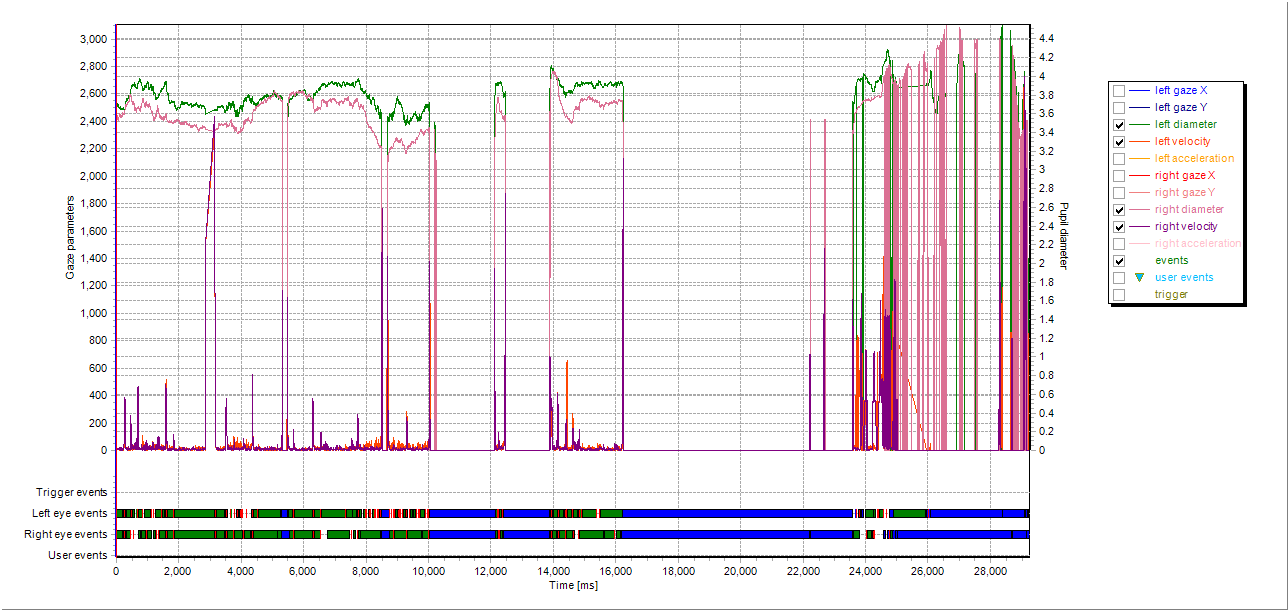 3,000
2,800
2,600
2,400
2,200
2,000
1,800
1,600
1,400
1,200
1,000
800
600
400
200
0
Gaze parameters
4.4
4.2
4
3.8
3.6
3.4
3.2
3
2.8
2.6
2.4
2.2
2
1.8
1.6
1.4
1.2
1
0.8
0.6
0.4
0.2
0
Pupil diameter
Trigger events
Left eye events
Right eye events
User events
0 2,000 4,000 6,000 8,000 10,000 12,000 14,000 16,000 18,000 20,000 22,000 24,000 26,000 28,000
Time [ms]
left gaze X
left gaze Y
left diameter
left velocity
left acceleration
right gaze X
right gaze Y
right diameter
right velocity
right acceleration
events
user events
trigger